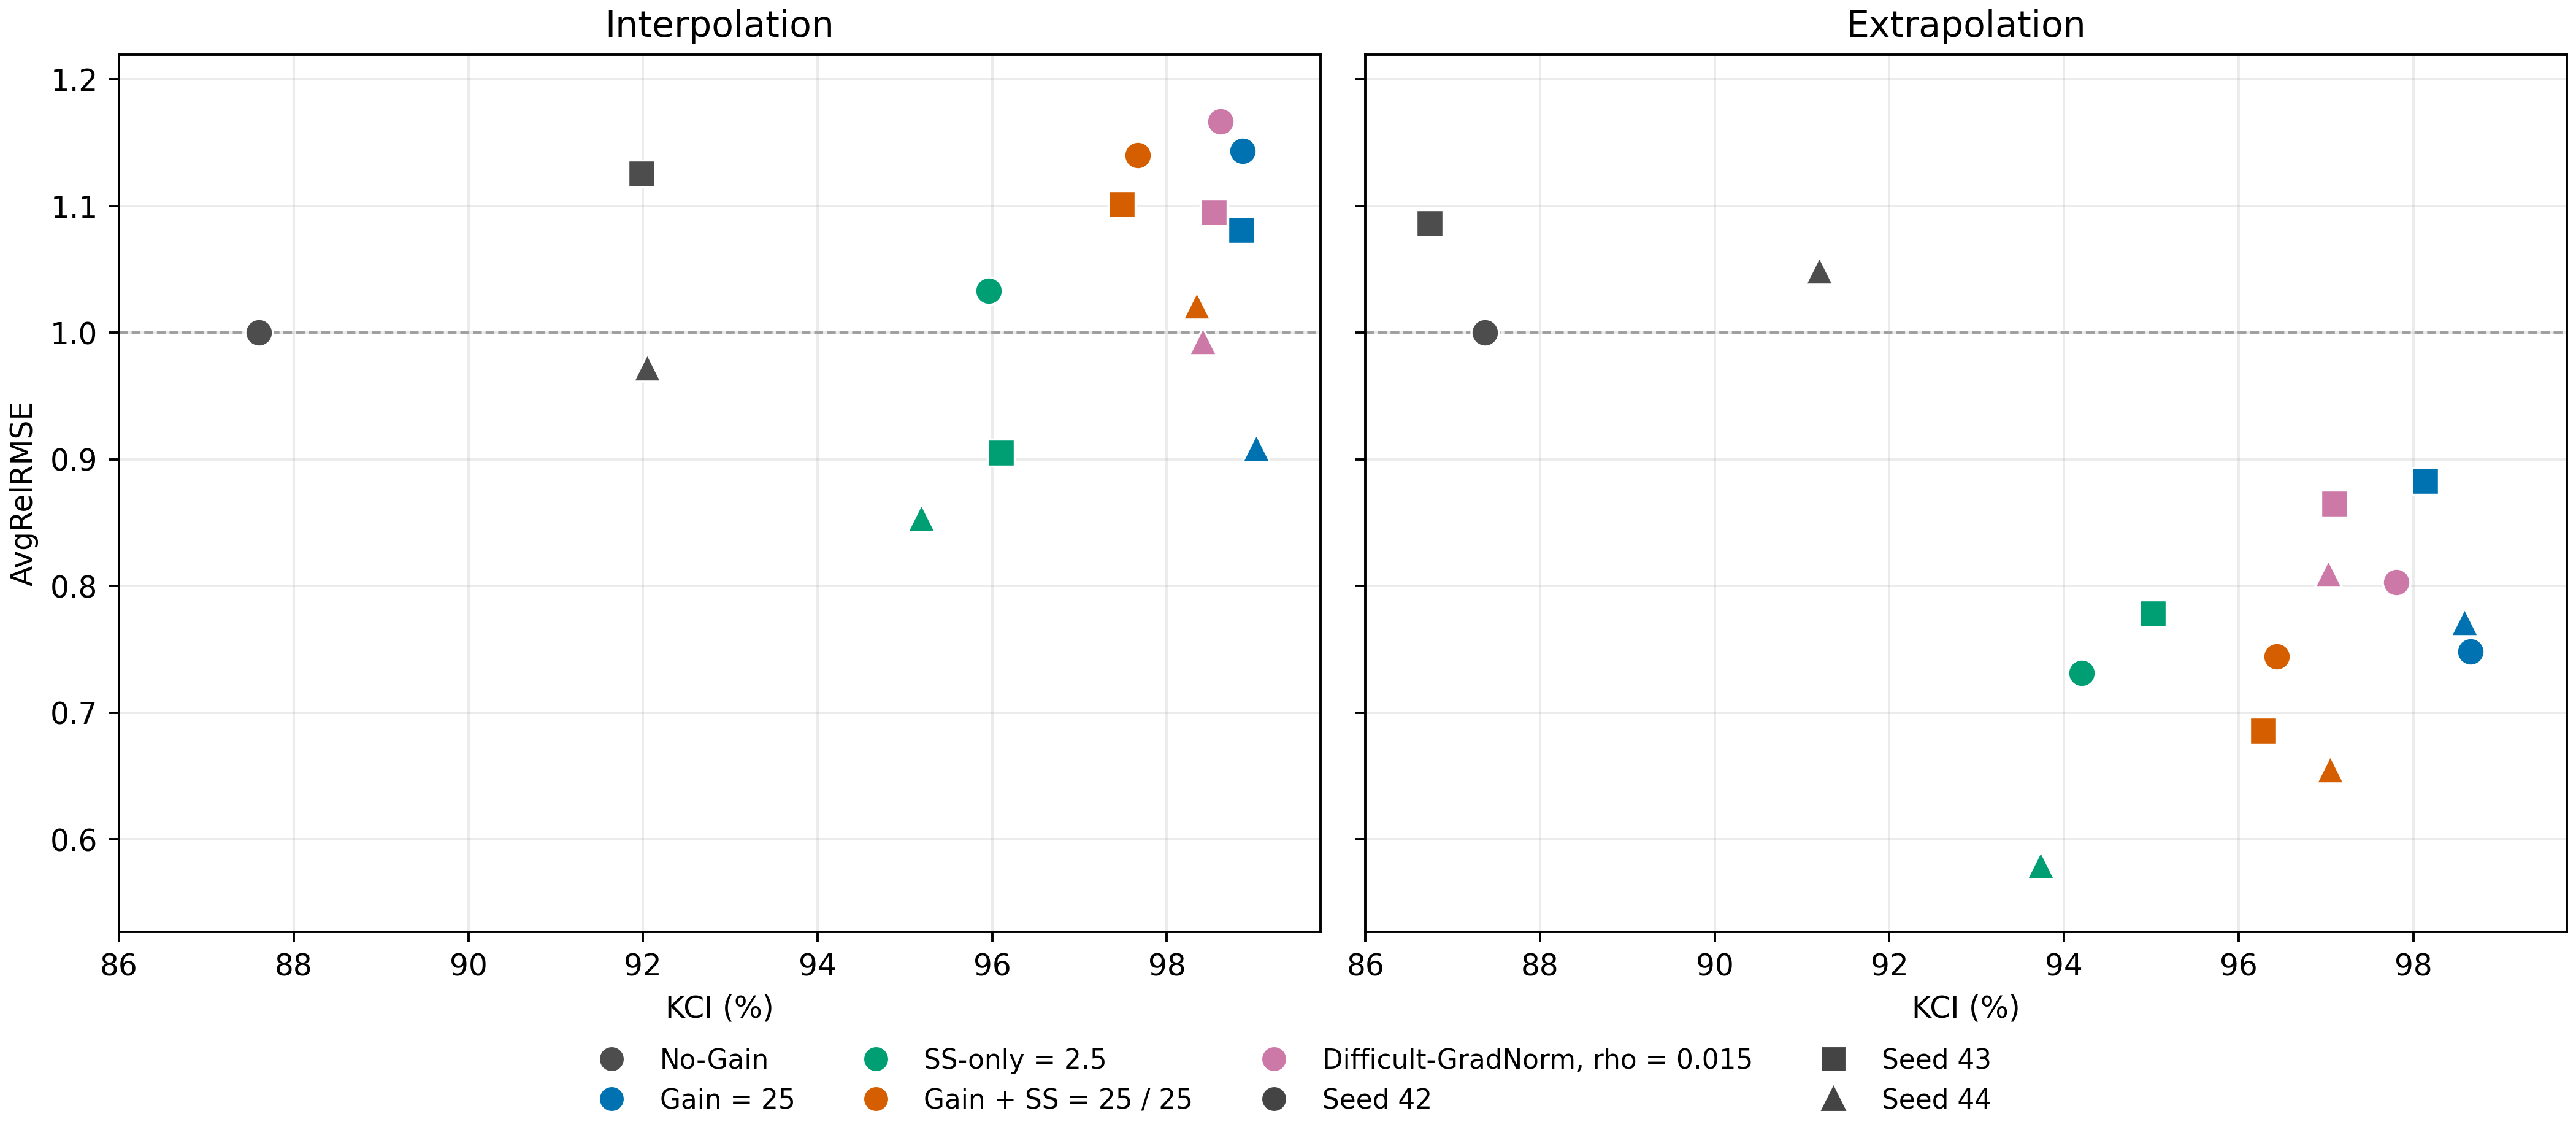 Interpolation
Extrapolation
1.2
1.1
1.0
0.9
0.8
0.7
0.6
AvgRelRMSE
86 88 90 92 94 96 98
86 88 90 92 94 96 98
KCI (%)
KCI (%)
No-Gain
Gain = 25
SS-only = 2.5
Gain + SS = 25 / 25
Difficult-GradNorm, rho = 0.015
Seed 42
Seed 43
Seed 44